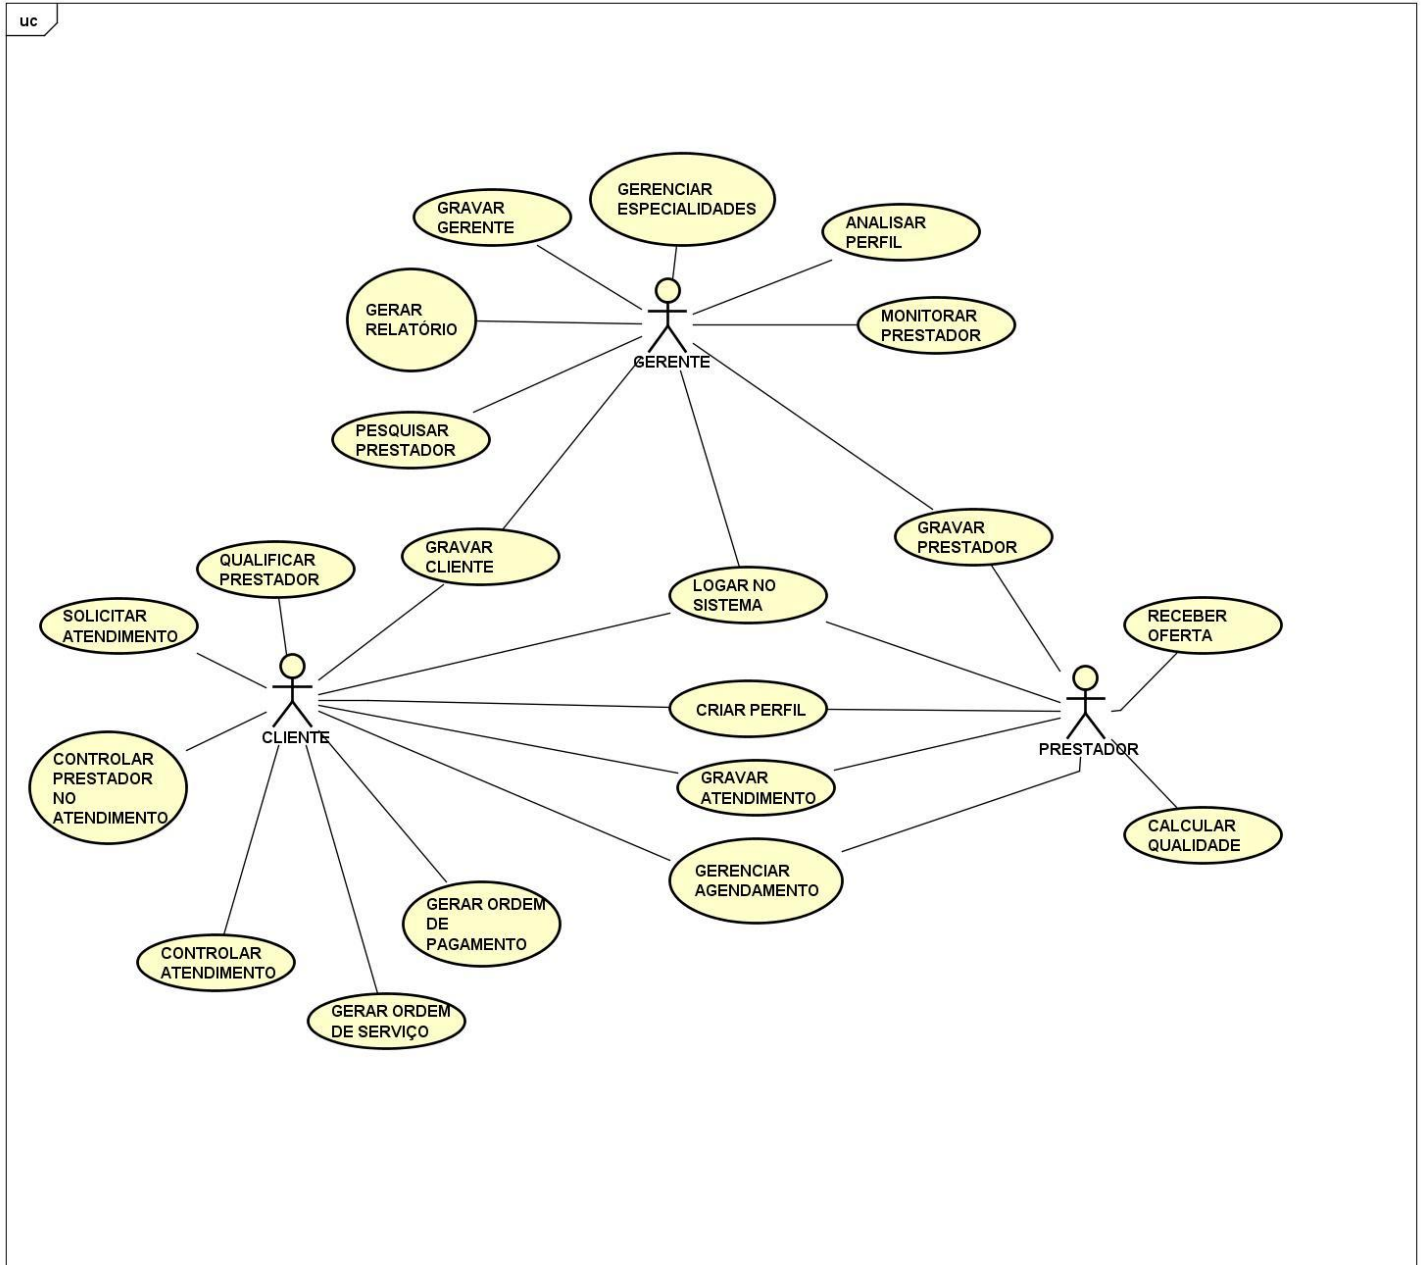 uc
GERENCIAR
ESPECIALIDADES
GRAVAR
GERENTE
ANALISAR
PERFIL
GERAR
RELATÓRIO
MONITORAR
PRESTADOR
GERENTE
PESQUISAR
PRESTADOR
GRAVAR
CLIENTE
GRAVAR
PRESTADOR
QUALIFICAR
PRESTADOR
LOGAR NO
SISTEMA
SOLICITAR
ATENDIMENTO
RECEBER
OFERTA
CRIAR PERFIL
CLIENTE
PRESTADOR
CONTROLAR
PRESTADOR
NO
ATENDIMENTO
GRAVAR
ATENDIMENTO
CALCULAR
QUALIDADE
GERENCIAR
AGENDAMENTO
GERAR ORDEM
DE
PAGAMENTO
CONTROLAR
ATENDIMENTO
GERAR ORDEM
DE SERVIÇO